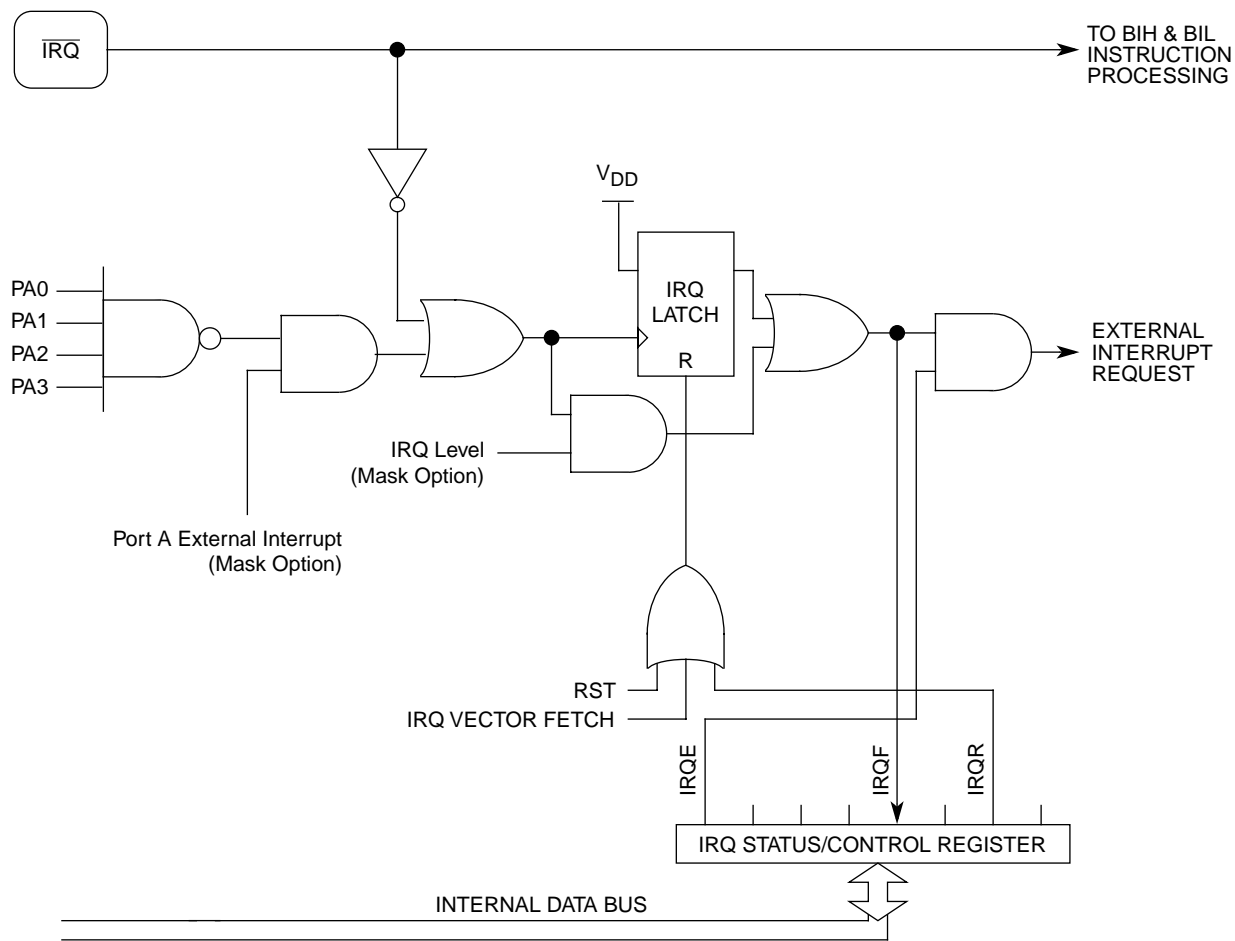 IRQ
TO BIH & BIL
INSTRUCTION
PROCESSING
VDD
PA0
PA1
PA2
PA3
IRQ
LATCH
R
EXTERNAL
INTERRUPT
REQUEST
IRQ Level
(Mask Option)
Port A External Interrupt
(Mask Option)
RST
IRQ VECTOR FETCH
IRQE
IRQF
IRQR
IRQ STATUS/CONTROL REGISTER
INTERNAL DATA BUS